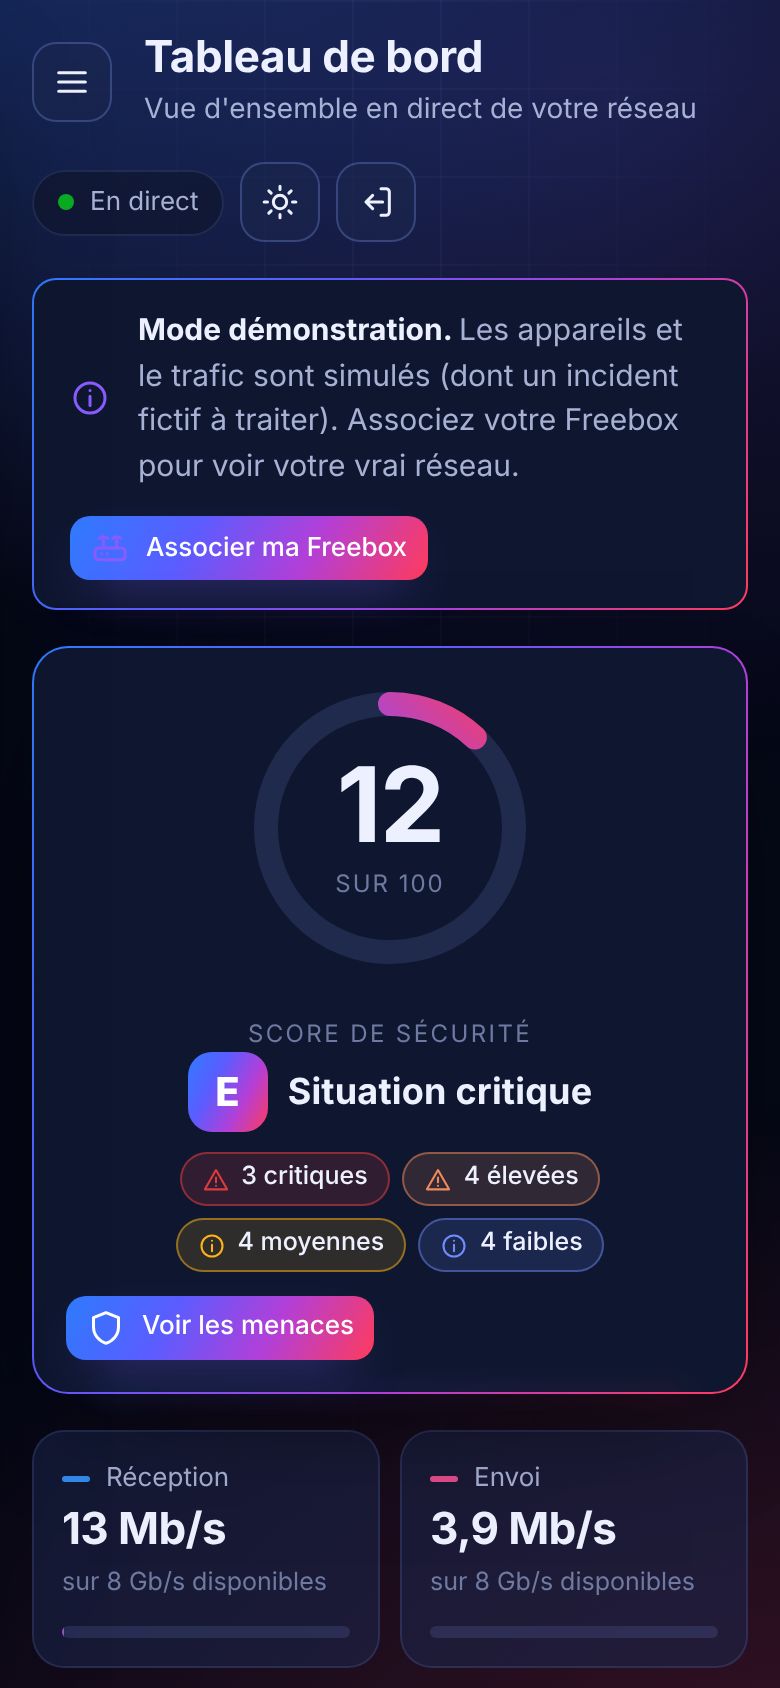 Tableau de bord
Vue d'ensemble en direct de votre réseau
En direct
Mode démonstration. Les appareils et
le trafic sont simulés (dont un incident
fictif à traiter). Associez votre Freebox
pour voir votre vrai réseau.
Associer ma Freebox
12
SUR 100
SCORE DE SÉCURITÉ
E Situation critique
3 critiques 4 élevées
4 moyennes 4 faibles
Voir les menaces
Réception
13 Mb/s
sur 8 Gb/s disponibles
Envoi
3,9 Mb/s
sur 8 Gb/s disponibles